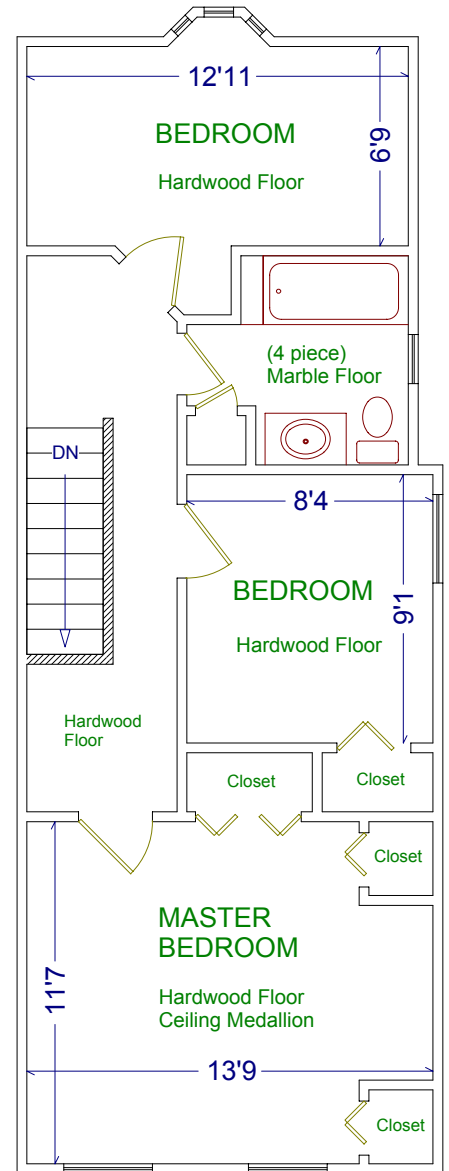 12'11
BEDROOM
6'9
Hardwood Floor
(4 piece)
Marble Floor
DN
8'4
BEDROOM
9'1
Hardwood Floor
Hardwood
Floor
Closet
Closet
Closet
MASTER
BEDROOM
11'7
Hardwood Floor
Ceiling Medallion
13'9
Closet